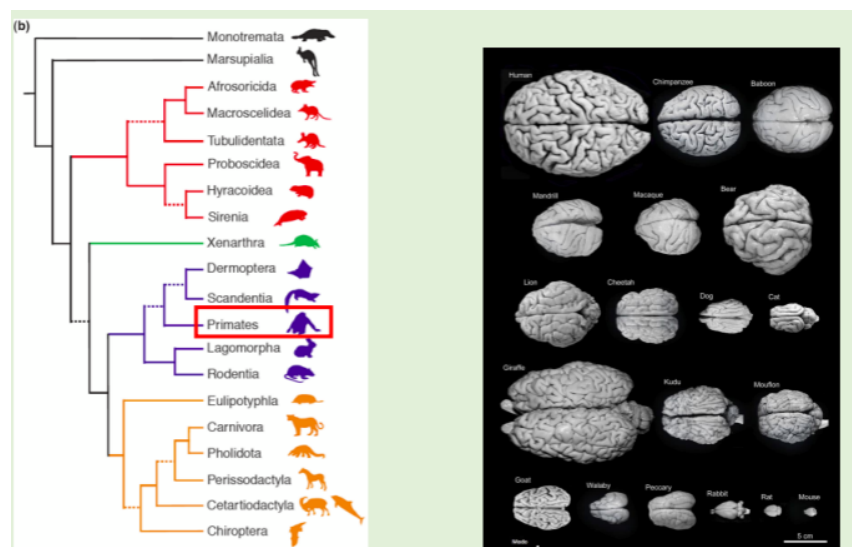 (b)
Monotremata
Marsupialia
Afrosoricida
Macroscelidea
Tubulidentata
Proboscidea
Hyracoidea
Sirenia
Xenarthra
Dermoptera
Scandentia
Primates
Lagomorpha
Rodentia
Eulipotyphla
Carnivora
Pholidota
Perissodactyla
Cetartiodactyla
Chiroptera
Human Chimpanzee Baboon
Mandrill Macaque Bear
Lion Cheetah Dog Cat
Giraffe Kudu Mouflon
Goat Walaby Peccary Rabbit Rat Mouse
5 cm